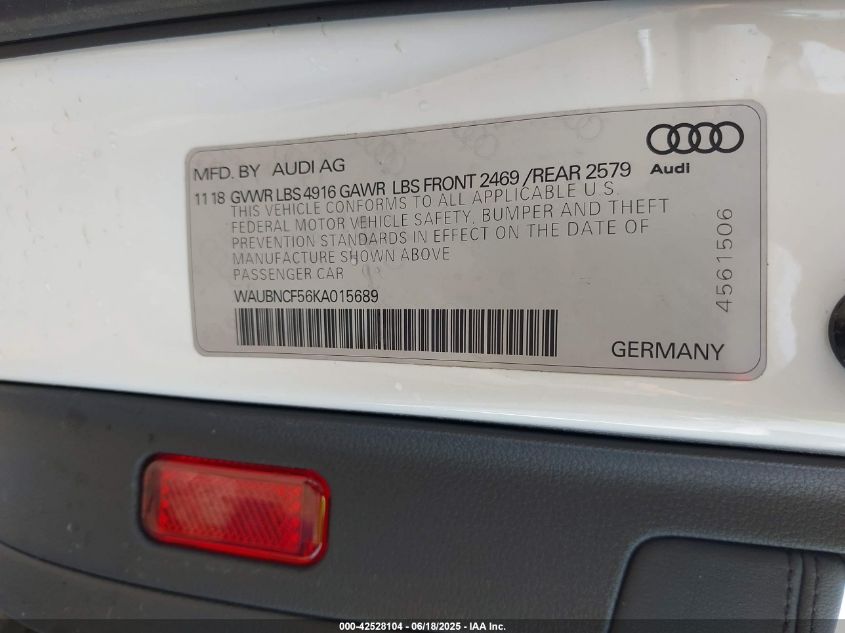 MFD. BY AUDI AG
Audi
11 18 GVWR LBS 4916 GAWR LBS FRONT 2469 /REAR 2579
THIS VEHICLE CONFORMS TO ALL APPLICABLE U S.
FEDERAL MOTOR VEHICLE SAFETY, BUMPER AND THEFT
PREVENTION STANDARDS IN EFFECT ON THE DATE OF
MANUFACTURE SHOWN ABOVE
PASSENGER CAR
WAUBNCF56KA015689
4561506
GERMANY
000-42528104 - 06/18/2025 - IAA Inc.